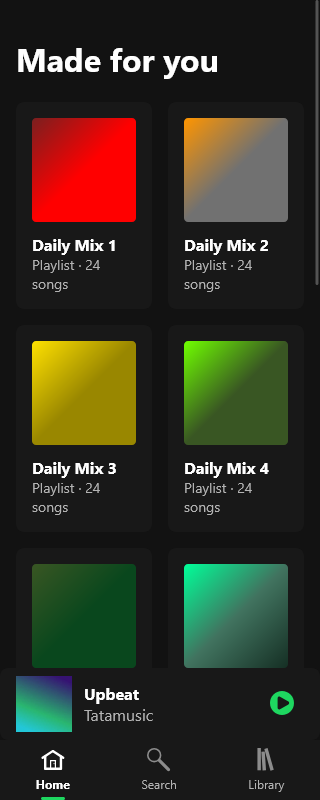 Made for you
Daily Mix 1
Playlist · 24
songs
Daily Mix 2
Playlist · 24
songs
Daily Mix 3
Playlist · 24
songs
Daily Mix 4
Playlist · 24
songs
Upbeat
Tatamusic
Home
Search
Library